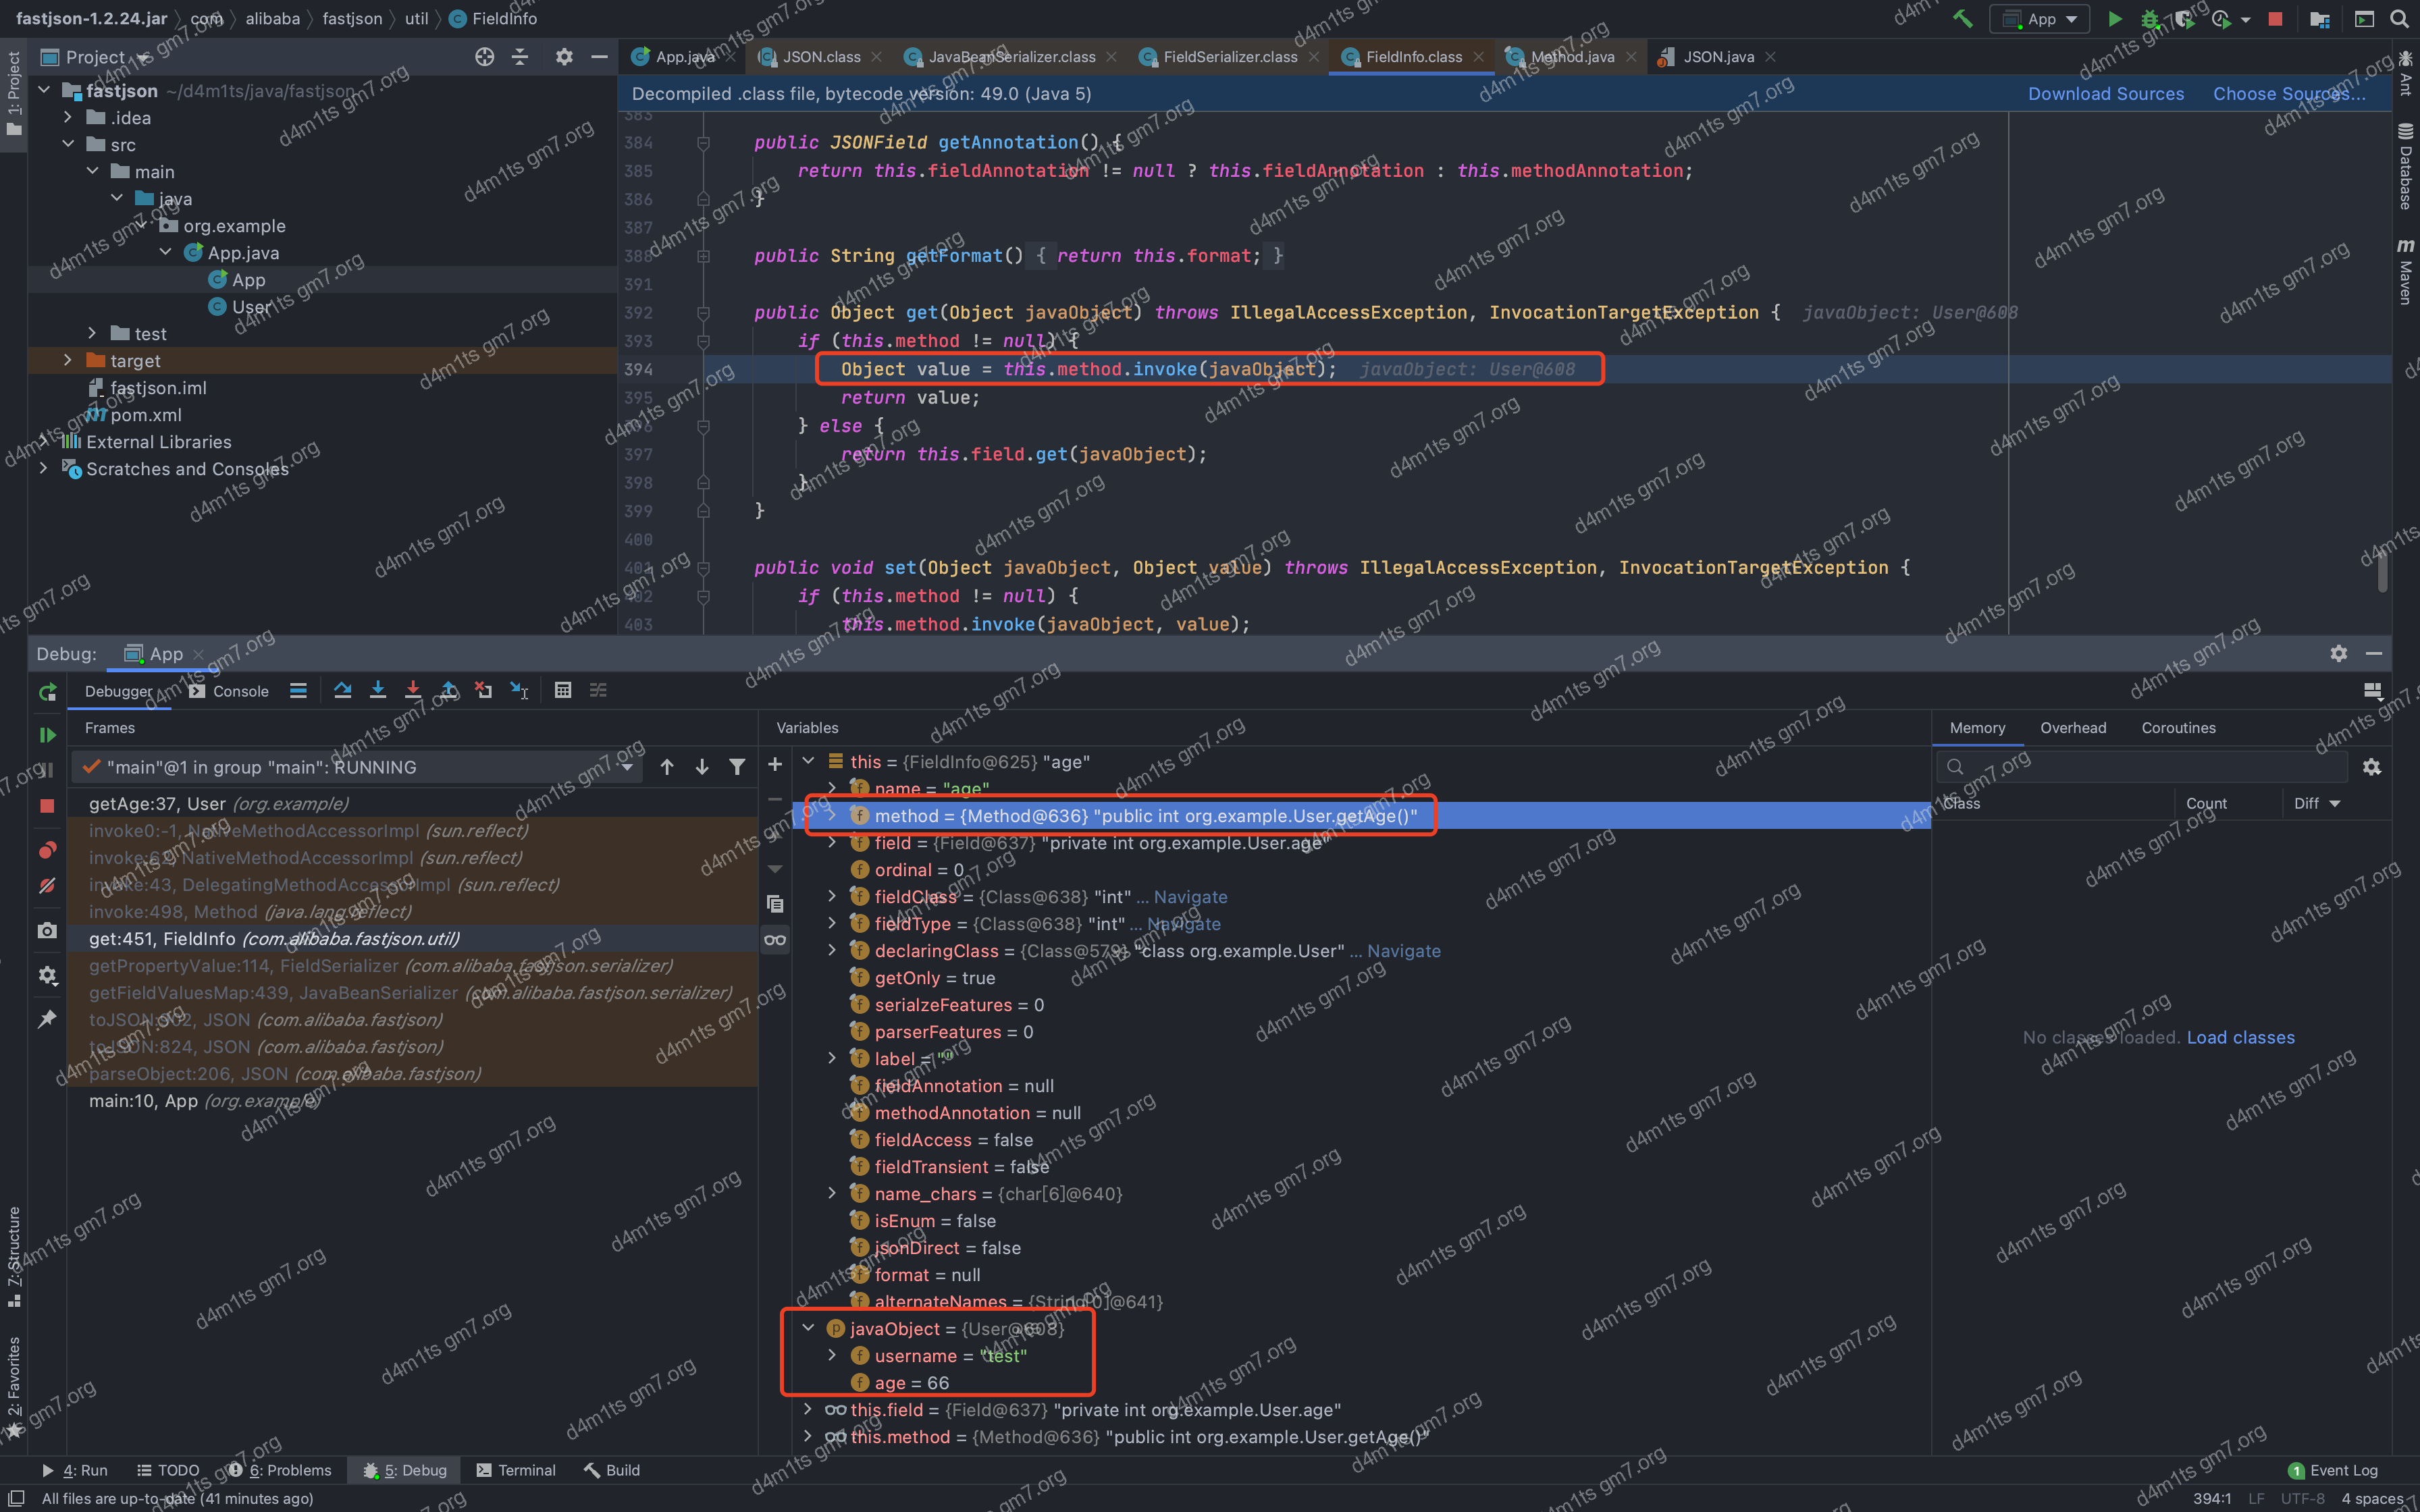 fastjson-1.2.24.jar com alibaba fastjson util FieldInfo
App
Project
App.java JSON.class JavaBeanSerializer.class FieldSerializer.class FieldInfo.class Method.java JSON.java
Decompiled .class file, bytecode version: 49.0 (Java 5) Download Sources Choose Sources...
1: Project
fastjson ~/d4m1ts/java/fastjson
.idea
src
main
java
org.example
App.java
App
User
test
target
fastjson.iml
pom.xml
External Libraries
Scratches and Consoles
383
384 public JSONField getAnnotation() {
385 return this.fieldAnnotation != null ? this.fieldAnnotation : this.methodAnnotation;
386 }
387
388 public String getFormat() { return this.format; }
391
392 public Object get(Object javaObject) throws IllegalAccessException, InvocationTargetException { javaObject: User@608
393 if (this.method != null) {
394 Object value = this.method.invoke(javaObject); javaObject: User@608
395 return value;
396 } else {
397 return this.field.get(javaObject);
398 }
399 }
400
401 public void set(Object javaObject, Object value) throws IllegalAccessException, InvocationTargetException {
402 if (this.method != null) {
403 this.method.invoke(javaObject, value);
Ant
Database
Maven
Debug: App
Debugger Console
Frames
"main"@1 in group "main": RUNNING
getAge:37, User (org.example)
invoke0:-1, NativeMethodAccessorImpl (sun.reflect)
invoke:62, NativeMethodAccessorImpl (sun.reflect)
invoke:43, DelegatingMethodAccessorImpl (sun.reflect)
invoke:498, Method (java.lang.reflect)
get:451, FieldInfo (com.alibaba.fastjson.util)
getPropertyValue:114, FieldSerializer (com.alibaba.fastjson.serializer)
getFieldValuesMap:439, JavaBeanSerializer (com.alibaba.fastjson.serializer)
toJSON:902, JSON (com.alibaba.fastjson)
toJSON:824, JSON (com.alibaba.fastjson)
parseObject:206, JSON (com.alibaba.fastjson)
main:10, App (org.example)
Variables
this = {FieldInfo@625} "age"
name = "age"
method = {Method@636} "public int org.example.User.getAge()"
field = {Field@637} "private int org.example.User.age"
ordinal = 0
fieldClass = {Class@638} "int" ... Navigate
fieldType = {Class@638} "int" ... Navigate
declaringClass = {Class@579} "class org.example.User" ... Navigate
getOnly = true
serialzeFeatures = 0
parserFeatures = 0
label = ""
fieldAnnotation = null
methodAnnotation = null
fieldAccess = false
fieldTransient = false
name_chars = {char[6]@640}
isEnum = false
jsonDirect = false
format = null
alternateNames = {String[0]@641}
javaObject = {User@608}
username = "test"
age = 66
this.field = {Field@637} "private int org.example.User.age"
this.method = {Method@636} "public int org.example.User.getAge()"
Memory Overhead Coroutines
Class Count Diff
No classes loaded. Load classes
7: Structure
2: Favorites
4: Run TODO 6: Problems 5: Debug Terminal Build
1 Event Log
All files are up-to-date (41 minutes ago)
394:1 LF UTF-8 4 spaces
d4m1ts gm7.org